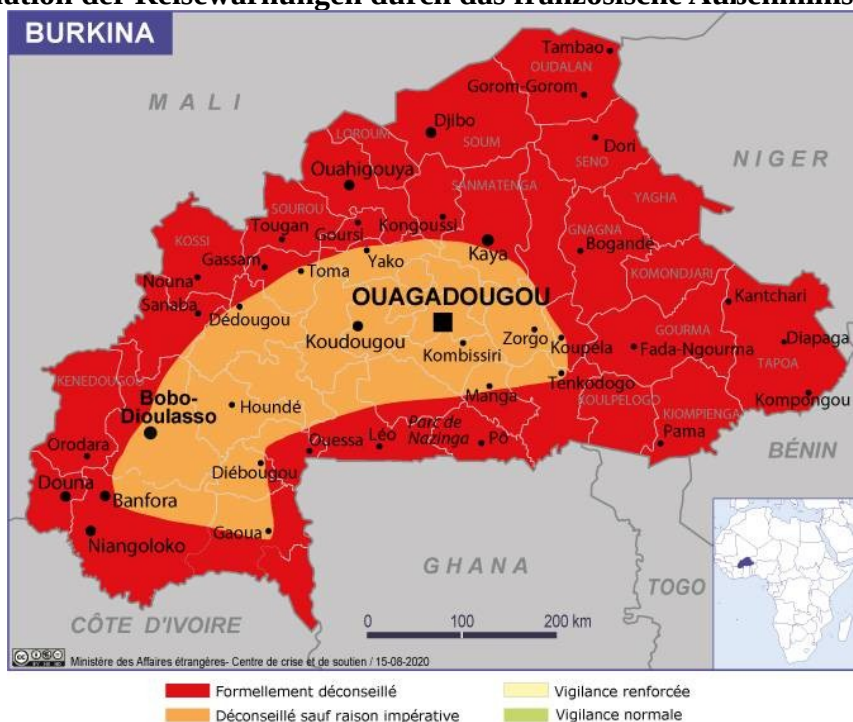 ation der Reisewarnungen durch das französische Außenminis
BURKINA
MALI
NIGER
BÉNIN
TOGO
GHANA
CÔTE D'IVOIRE
Tambao
OUDALAN
Gorom-Gorom
Djibo
LOROUM
SOUM
Dori
SENO
Ouahigouya
SANMATENGA
YAGHA
SOUROU
Kongoussi
Tougan
Goursi
GNAGNA
Bogandé
KOSSI
Gassam
Yako
Kaya
Toma
KOMONDJARI
Nouna
OUAGADOUGOU
Kantchari
Sanaba
Dédougou
Koudougou
Zorgo
GOURMA
Kombissiri
Koupéla
Fada-Ngourma
Diapaga
TAPOA
KENEDOUGOU
Tenkodogo
Bobo-
Dioulasso
Houndé
Manga
KOULPELOGO
KIOMPIENGA
Kompongou
Parc de
Nazinga
Ouessa
Léo
Pô
Pama
Orodara
Diébougou
Douna
Banfora
Gaoua
Niangoloko
0 100 200 km
Ministère des Affaires étrangères- Centre de crise et de soutien / 15-08-2020
Formellement déconseillé
Déconseillé sauf raison impérative
Vigilance renforcée
Vigilance normale